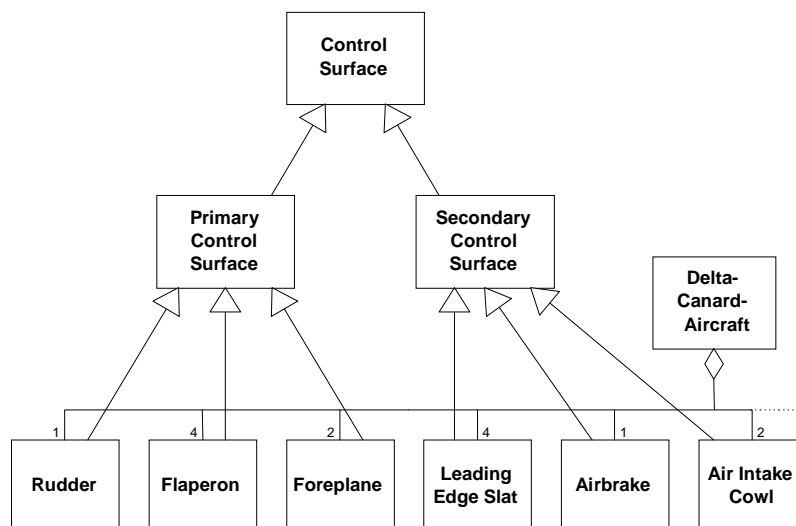 Control
Surface
Primary
Control
Surface
Secondary
Control
Surface
Delta-
Canard-
Aircraft
1
4
2
4
1
2
Rudder
Flaperon
Foreplane
Leading
Edge Slat
Airbrake
Air Intake
Cowl